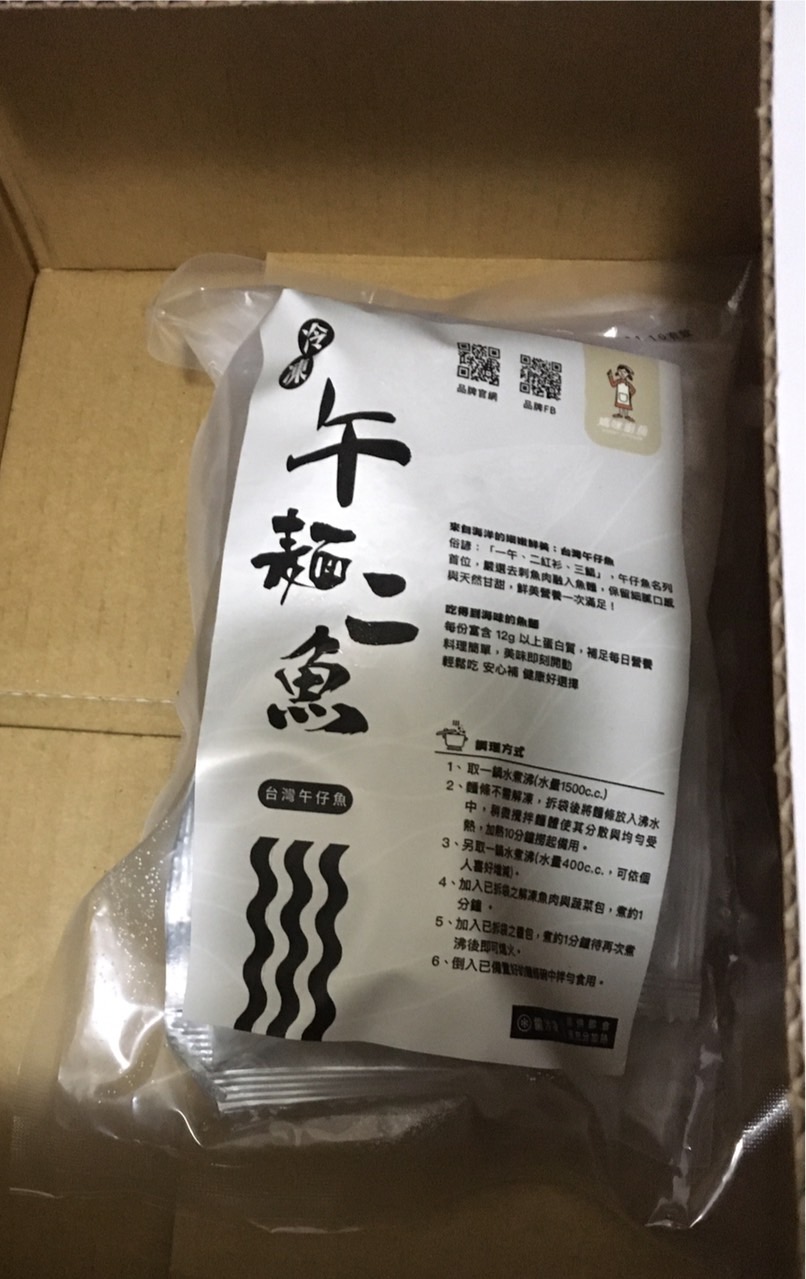 冷凍
午
麵二
魚
台灣午仔魚
品牌官網
品牌FB
來自海洋的細嫩鮮美：台灣午仔魚
俗諺：「一午、二紅衫、三鯧」，午仔魚名列
首位，嚴選去刺魚肉融入魚麵，保留細膩口感
與天然甘甜，鮮美營養一次滿足！
吃得到海味的魚麵
每份富含 12g 以上蛋白質，補足每日營養
料理簡單，美味即刻開動
輕鬆吃 安心補 健康好選擇
調理方式
1、取一鍋水煮沸(水量1500c.c.)
2、麵條不需解凍，拆袋後將麵條放入沸水
中，稍微攪拌麵體使其分散與均勻受
熱，加熱10分鐘撈起備用。
3、另取一鍋水煮沸(水量400c.c.，可依個
人喜好增減)。
4、加入已拆袋之解凍魚肉與蔬菜包，煮約1
分鐘。
5、加入已拆袋之醬包，煮約1分鐘待再次煮
沸後即可熄火。
6、倒入已備置好的麵碗中拌勻食用。